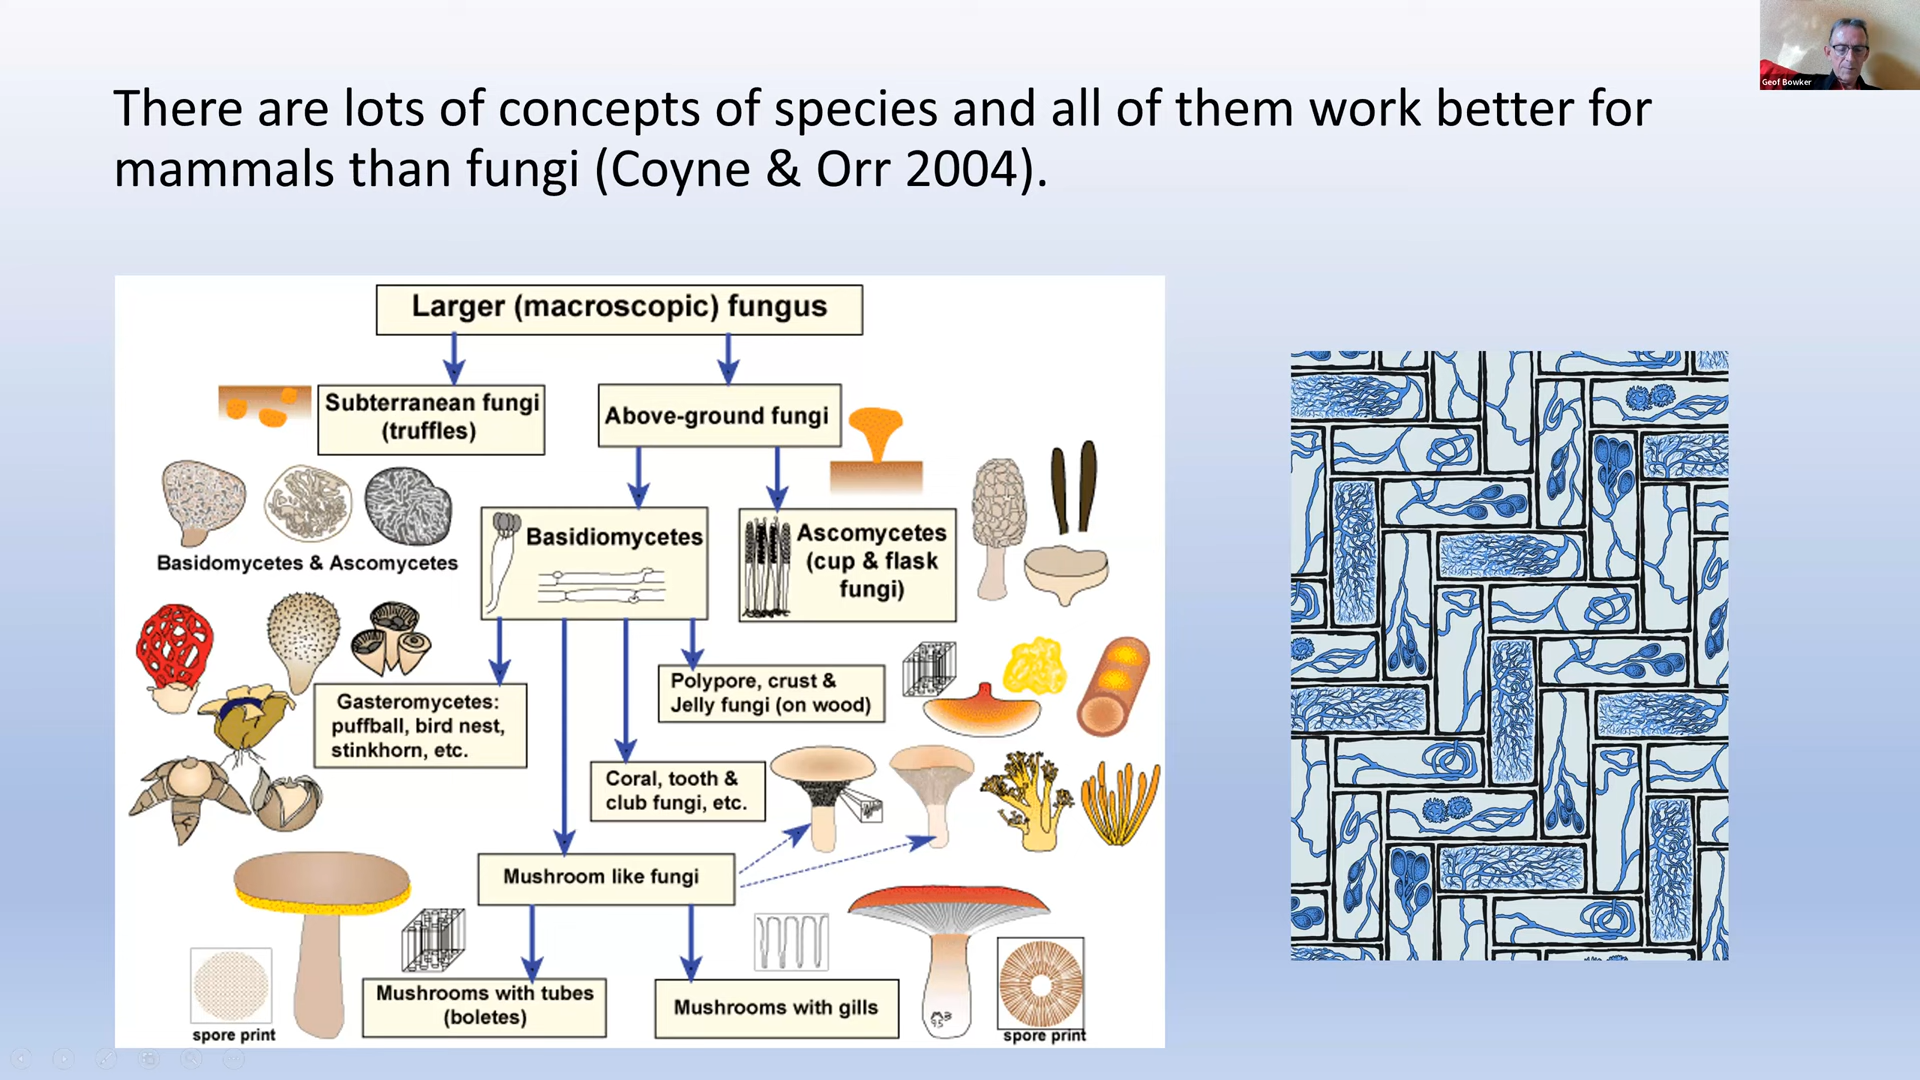 There are lots of concepts of species and all of them work better for
mammals than fungi (Coyne & Orr 2004).
Geof Bowker
Larger (macroscopic) fungus
Subterranean fungi
(truffles)
Above-ground fungi
Basidomycetes & Ascomycetes
Basidiomycetes
Ascomycetes
(cup & flask
fungi)
Gasteromycetes:
puffball, bird nest,
stinkhorn, etc.
Polypore, crust &
Jelly fungi (on wood)
Coral, tooth &
club fungi, etc.
Mushroom like fungi
Mushrooms with tubes
(boletes)
Mushrooms with gills
spore print
spore print